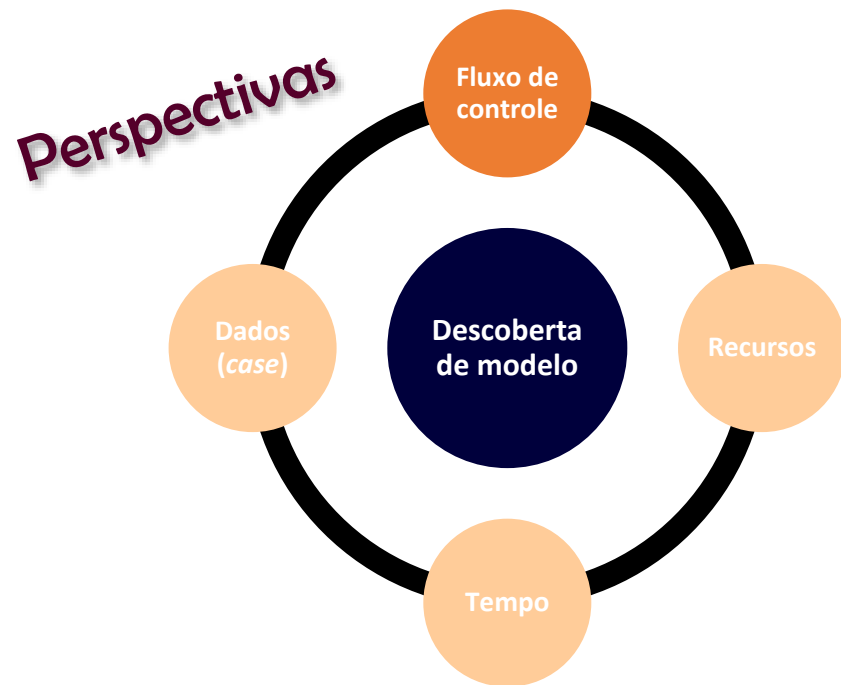 Perspectivas
Fluxo de
controle
Dados
(case)
Descoberta
de modelo
Recursos
Tempo